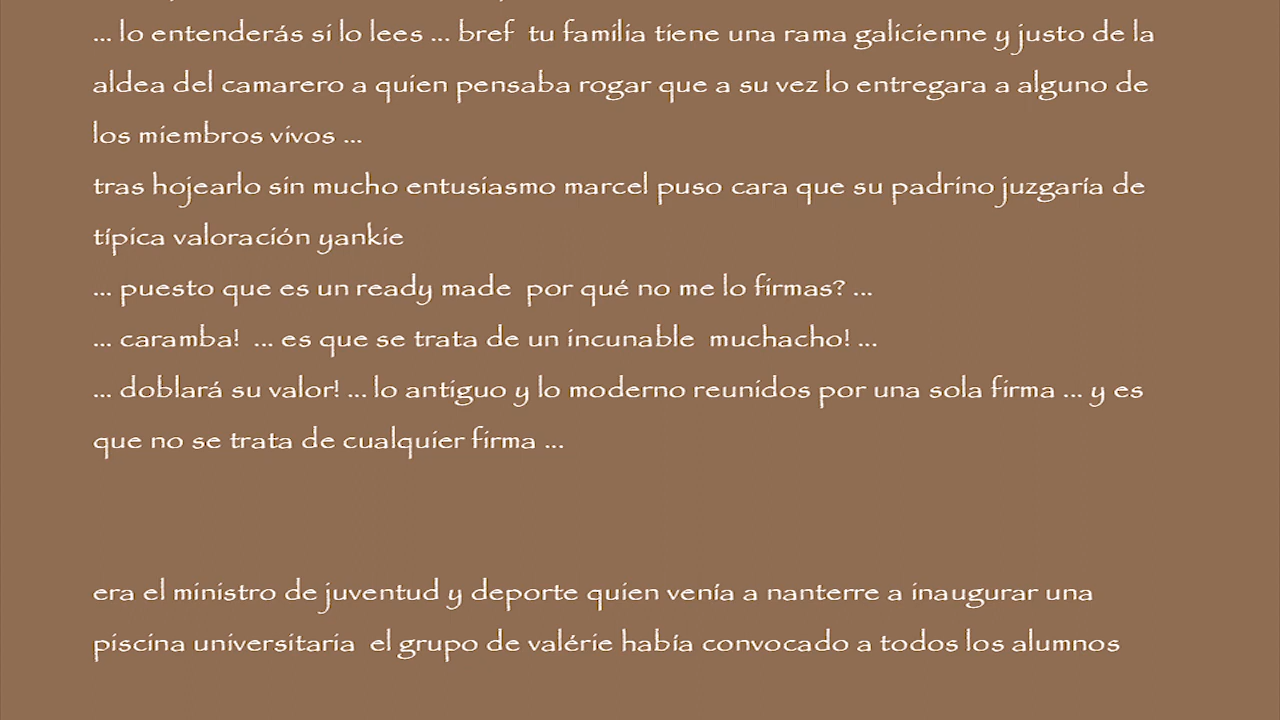 ... lo entenderás si lo lees ... bref  tu familia tiene una rama galicienne y justo de la
aldea del camarero a quien pensaba rogar que a su vez lo entregara a alguno de
los miembros vivos ...
tras hojearlo sin mucho entusiasmo marcel puso cara que su padrino juzgaría de
típica valoración yankie
... puesto que es un ready made  por qué no me lo firmas? ...
... caramba!  ... es que se trata de un incunable  muchacho! ...
... doblará su valor! ... lo antiguo y lo moderno reunidos por una sola firma ... y es
que no se trata de cualquier firma ...
era el ministro de juventud y deporte quien venía a nanterre a inaugurar una
piscina universitaria  el grupo de valérie había convocado a todos los alumnos